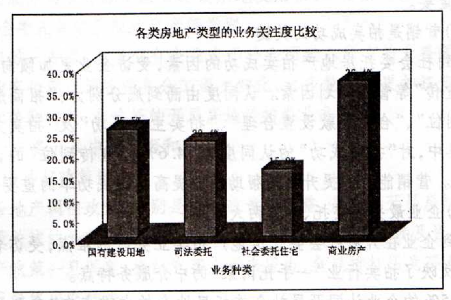 各类房地产类型的业务关注度比较
40.0%
35.0%
30.0%
25.0%
20.0%
15.0%
10.0%
5.0%
0.0%
国有建设用地
司法委托
社会委托住宅
商业房产
业务种类